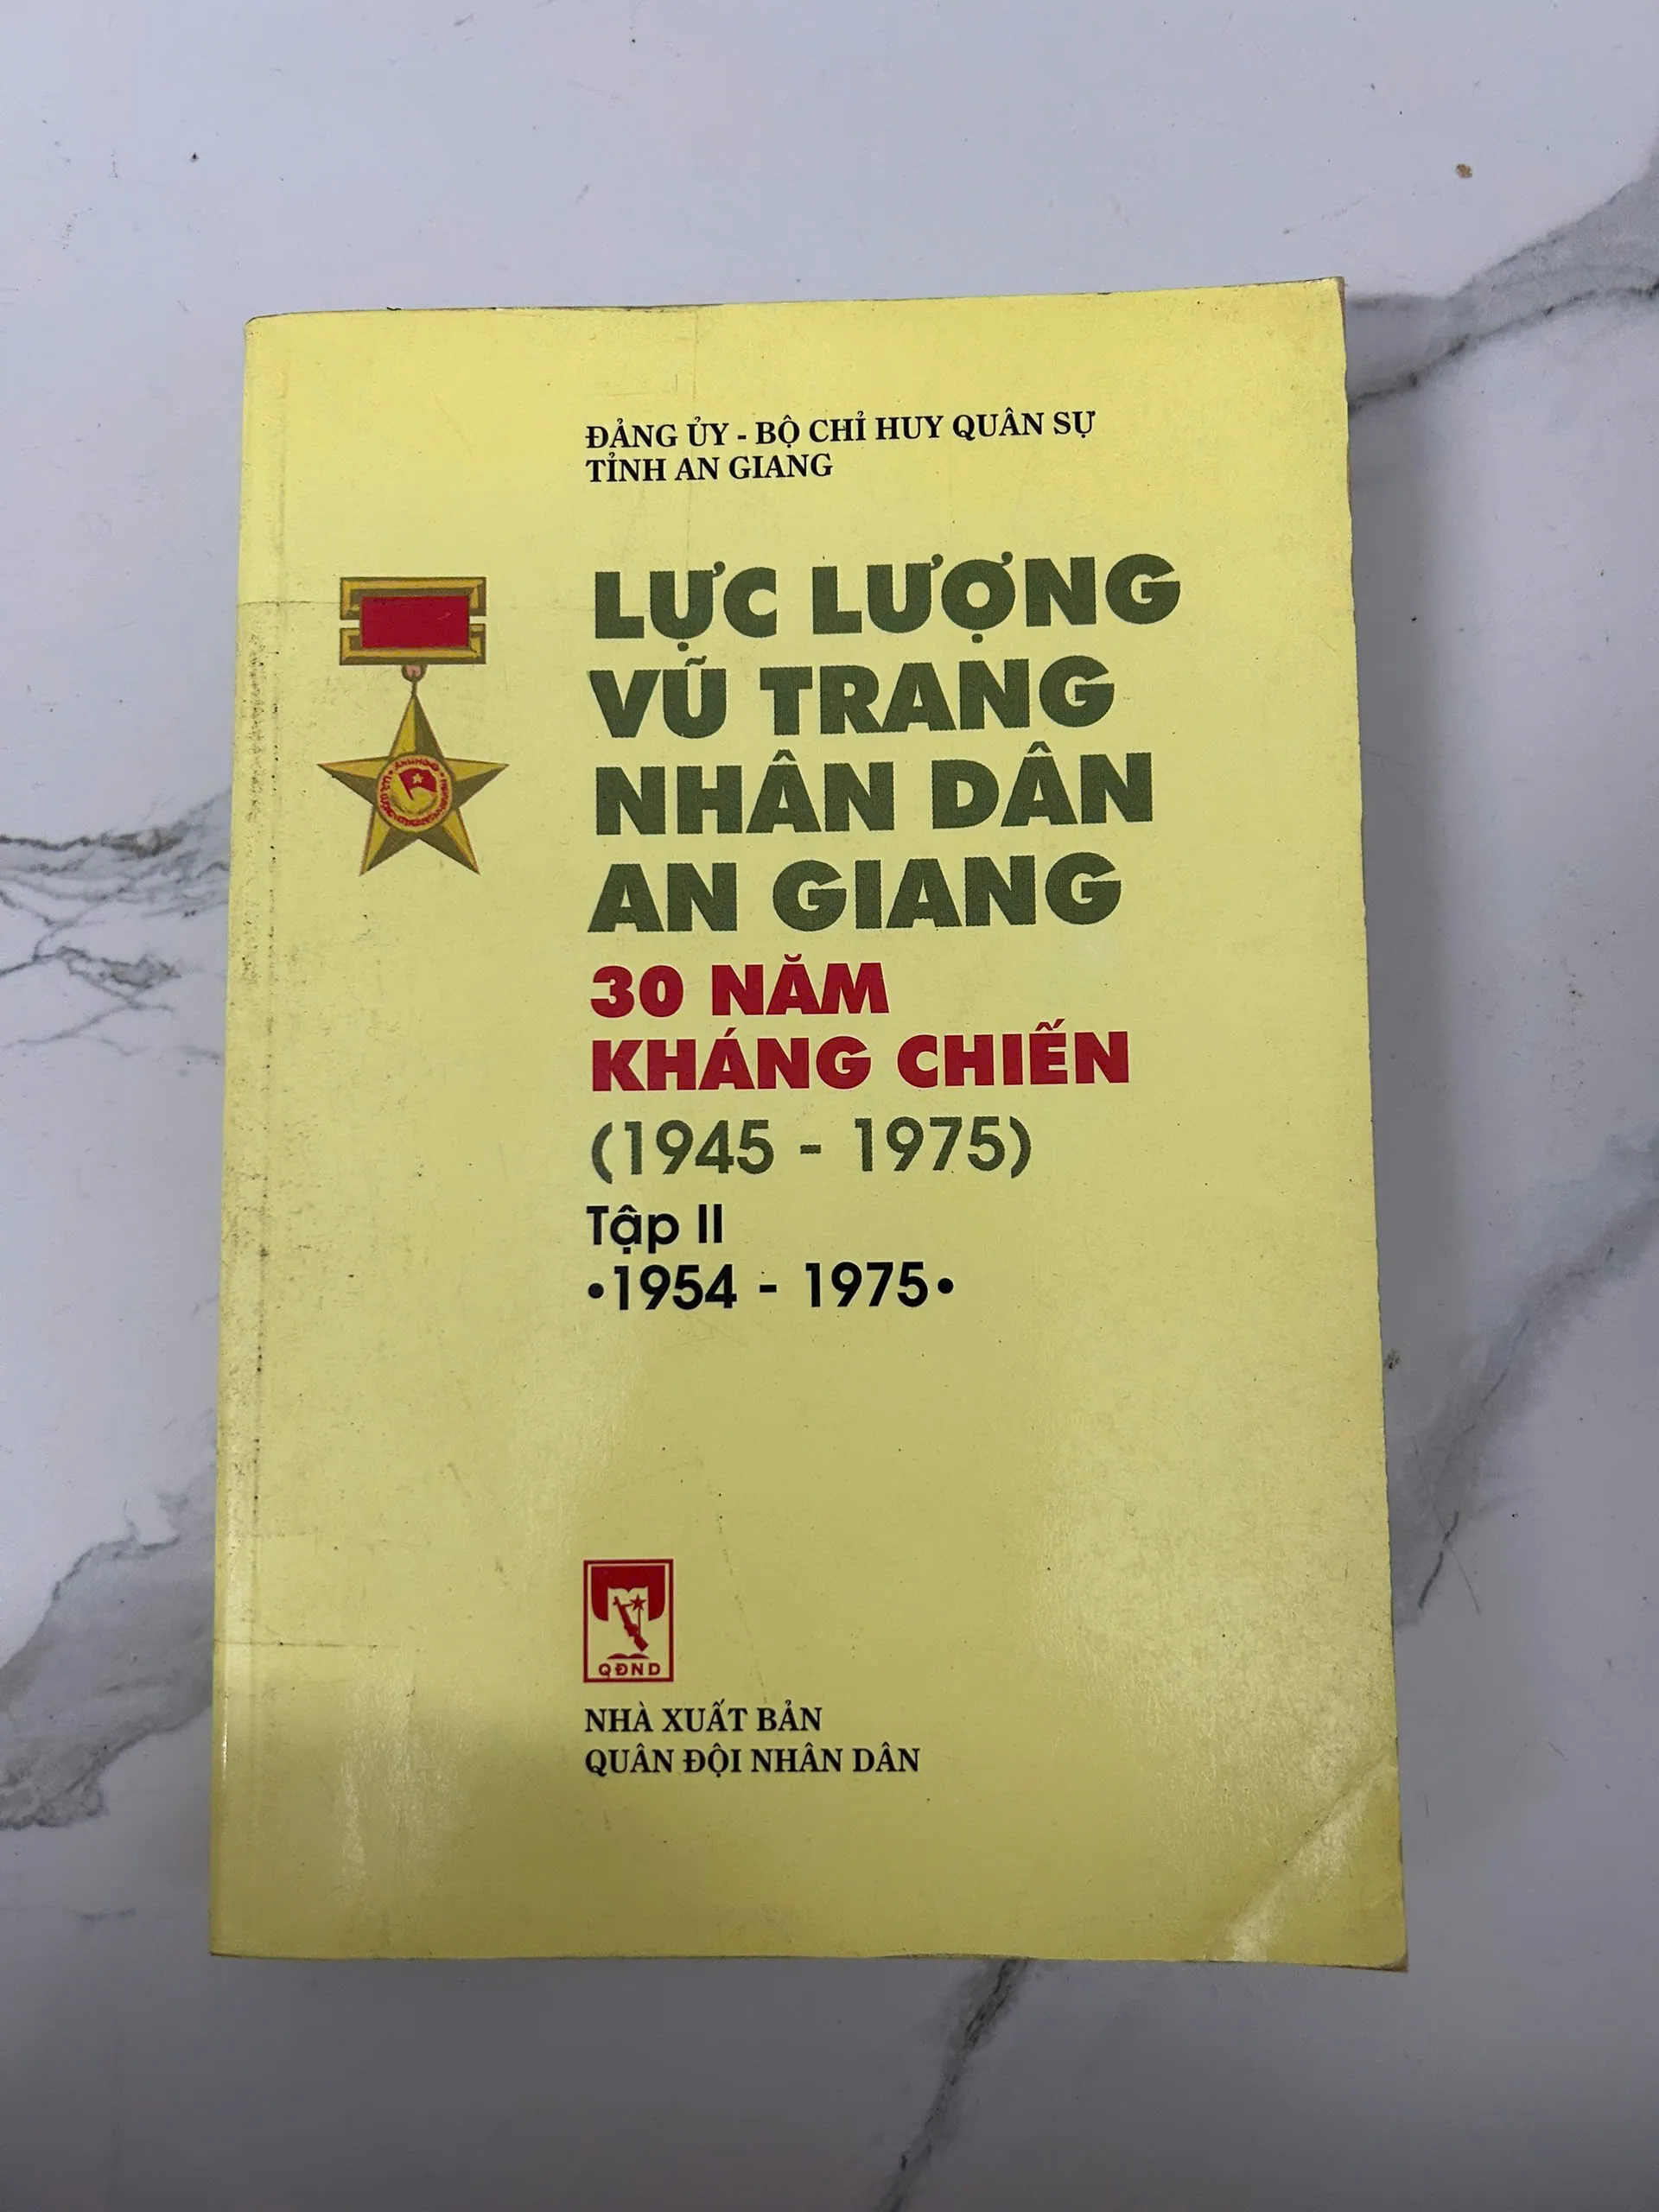 ĐẢNG ỦY - BỘ CHỈ HUY QUÂN SỰ
TỈNH AN GIANG
LỰC LƯỢNG
VŨ TRANG
NHÂN DÂN
AN GIANG
30 NĂM
KHÁNG CHIẾN
(1945 - 1975)
Tập II
•1954 - 1975•
QĐND
NHÀ XUẤT BẢN
QUÂN ĐỘI NHÂN DÂN